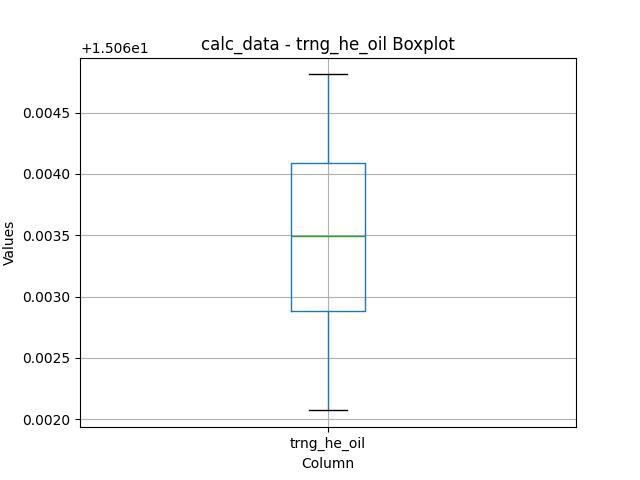 calc_data - trng_he_oil Boxplot
+1.506e1
0.0045
0.0040
0.0035
0.0030
0.0025
0.0020
Values
trng_he_oil
Column